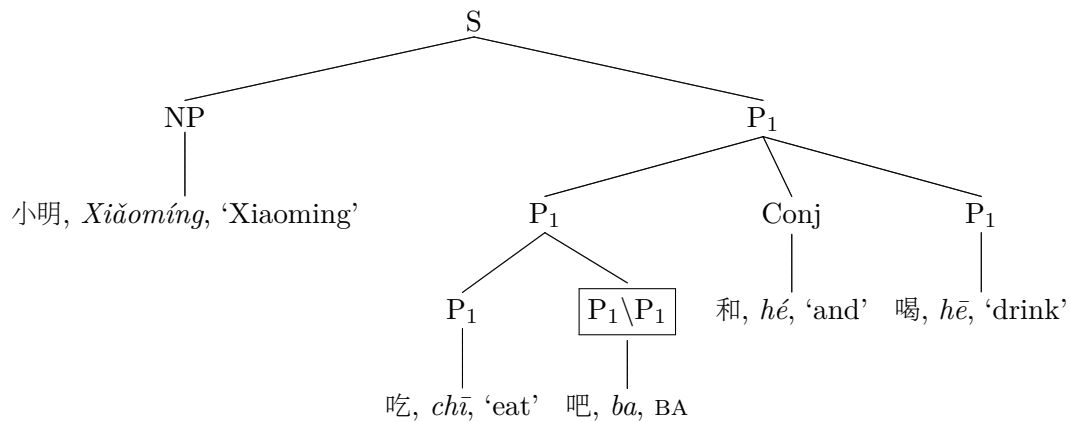 S
NP P₁
小明, Xiǎomíng, ‘Xiaoming’ P₁ Conj P₁
P₁ P₁\P₁ 和, hé, ‘and’ 喝, hē, ‘drink’
吃, chī, ‘eat’ 吧, ba, BA